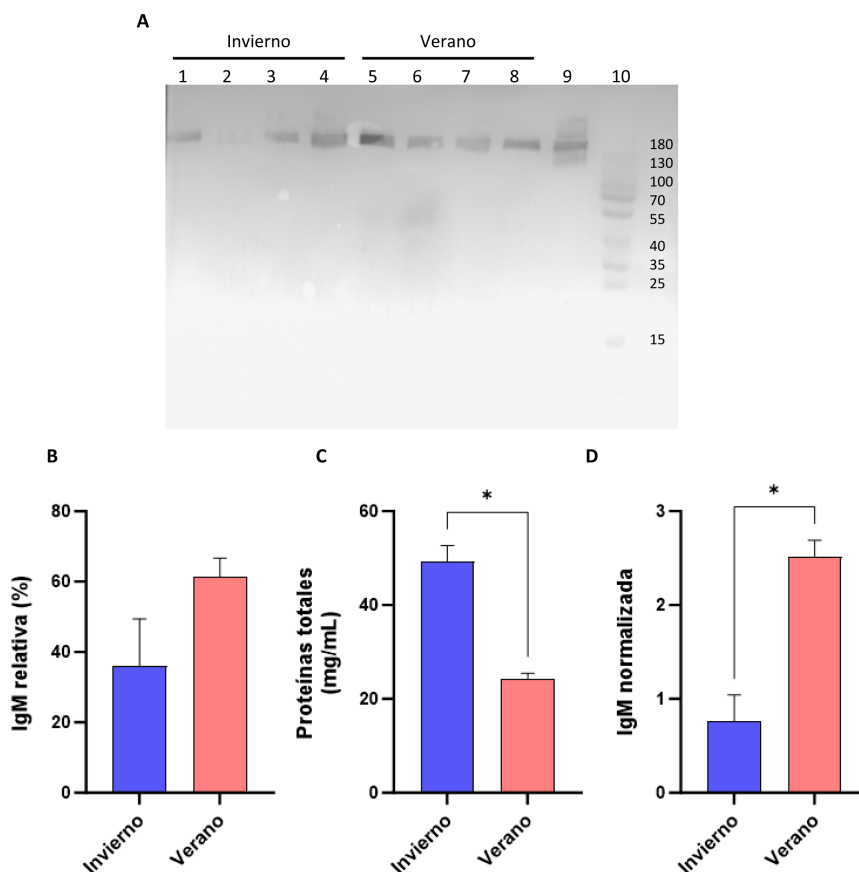 A
Invierno Verano
1 2 3 4 5 6 7 8 9 10
180
130
100
70
55
40
35
25
15
B
IgM relativa (%)
80
60
40
20
0
Invierno
Verano
C
Proteínas totales
(mg/mL)
60
40
20
0
*
Invierno
Verano
D
IgM normalizada
3
2
1
0
*
Invierno
Verano